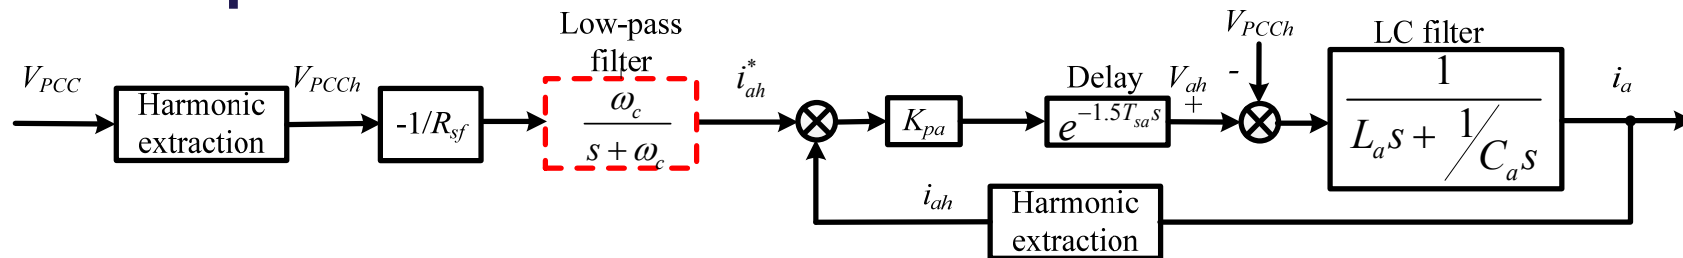 Low-pass
filter
V_PCC
Harmonic
extraction
V_PCCh
-1/R_sf
ω_c
s + ω_c
i*_ah
K_pa
Delay
e^{-1.5T_sa s}
V_ah
+
V_PCCh
-
LC filter
1
L_a s + 1/C_a s
i_a
i_ah
Harmonic
extraction